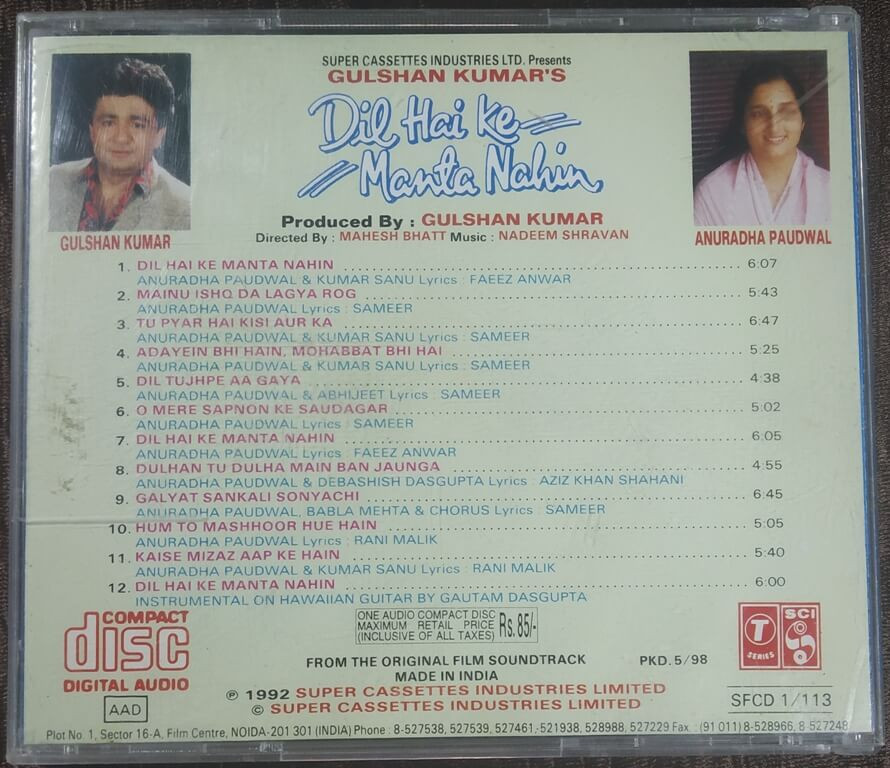 SUPER CASSETTES INDUSTRIES LTD. Presents
GULSHAN KUMAR'S
Dil Hai Ke
Manta Nahin
Produced By : GULSHAN KUMAR
Directed By : MAHESH BHATT Music : NADEEM SHRAVAN
GULSHAN KUMAR
ANURADHA PAUDWAL
1. DIL HAI KE MANTA NAHIN 6:07
ANURADHA PAUDWAL & KUMAR SANU Lyrics : FAEEZ ANWAR
2. MAINU ISHQ DA LAGYA ROG 5:43
ANURADHA PAUDWAL Lyrics : SAMEER
3. TU PYAR HAI KISI AUR KA 6:47
ANURADHA PAUDWAL & KUMAR SANU Lyrics : SAMEER
4. ADAYEIN BHI HAIN, MOHABBAT BHI HAI 5:25
ANURADHA PAUDWAL & KUMAR SANU Lyrics : SAMEER
5. DIL TUJHPE AA GAYA 4:38
ANURADHA PAUDWAL & ABHIJEET Lyrics : SAMEER
6. O MERE SAPNON KE SAUDAGAR 5:02
ANURADHA PAUDWAL Lyrics : SAMEER
7. DIL HAI KE MANTA NAHIN 6:05
ANURADHA PAUDWAL Lyrics : FAEEZ ANWAR
8. DULHAN TU DULHA MAIN BAN JAUNGA 4:55
ANURADHA PAUDWAL & DEBASHISH DASGUPTA Lyrics : AZIZ KHAN SHAHANI
9. GALYAT SANKALI SONYACHI 6:45
ANURADHA PAUDWAL, BABLA MEHTA & CHORUS Lyrics : SAMEER
10. HUM TO MASHHOOR HUE HAIN 5:05
ANURADHA PAUDWAL Lyrics : RANI MALIK
11. KAISE MIZAZ AAP KE HAIN 5:40
ANURADHA PAUDWAL & KUMAR SANU Lyrics : RANI MALIK
12. DIL HAI KE MANTA NAHIN 6:00
INSTRUMENTAL ON HAWAIIAN GUITAR BY GAUTAM DASGUPTA
COMPACT
disc
DIGITAL AUDIO
AAD
ONE AUDIO COMPACT DISC
MAXIMUM RETAIL PRICE Rs. 85/-
(INCLUSIVE OF ALL TAXES)
T SERIES
SCI
FROM THE ORIGINAL FILM SOUNDTRACK PKD. 5/98
MADE IN INDIA
℗ 1992 SUPER CASSETTES INDUSTRIES LIMITED
© SUPER CASSETTES INDUSTRIES LIMITED
SFCD 1/113
Plot No. 1, Sector 16-A, Film Centre, NOIDA-201 301 (INDIA) Phone : 8-527538, 527539, 527461, 521938, 528988, 527229 Fax : (91 011) 8-528966, 8-527248